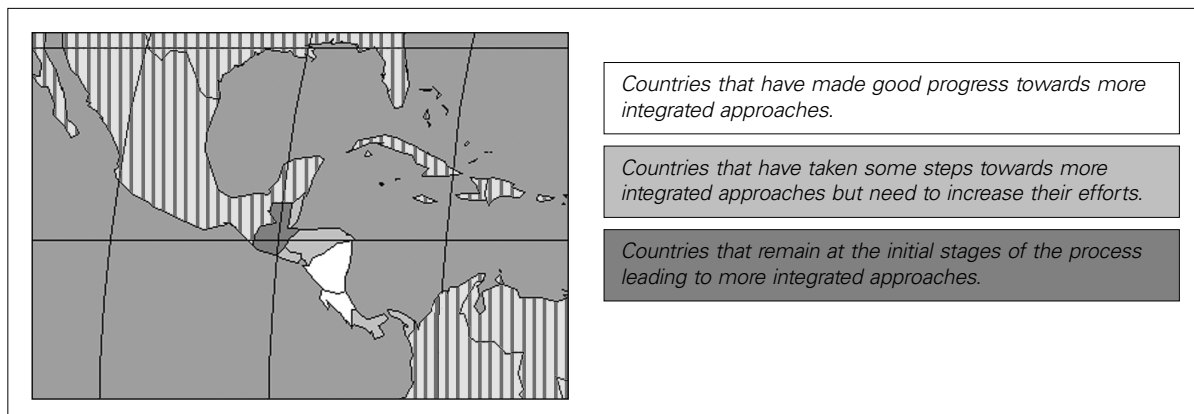 Countries that have made good progress towards more
integrated approaches.
Countries that have taken some steps towards more
integrated approaches but need to increase their efforts.
Countries that remain at the initial stages of the process
leading to more integrated approaches.